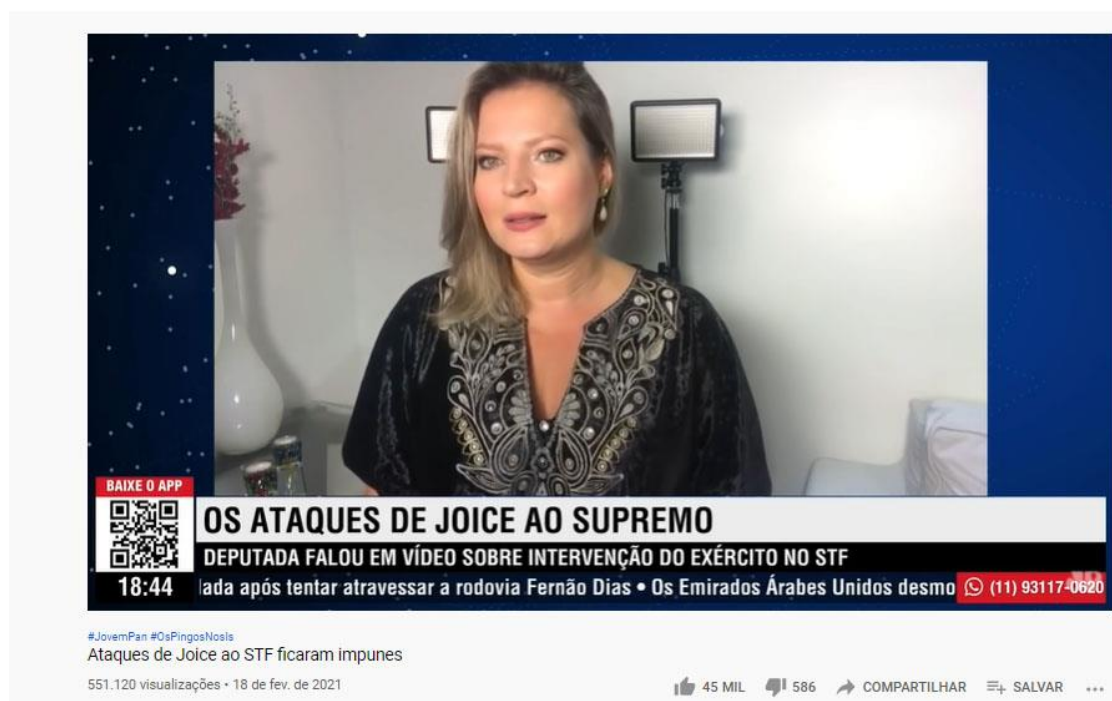 BAIXE O APP
OS ATAQUES DE JOICE AO SUPREMO
DEPUTADA FALOU EM VÍDEO SOBRE INTERVENÇÃO DO EXÉRCITO NO STF
18:44
lada após tentar atravessar a rodovia Fernão Dias • Os Emirados Árabes Unidos desmo
(11) 93117-0620
#JovemPan #OsPingosNosIs
Ataques de Joice ao STF ficaram impunes
551.120 visualizações • 18 de fev. de 2021
45 MIL 586 COMPARTILHAR SALVAR ...